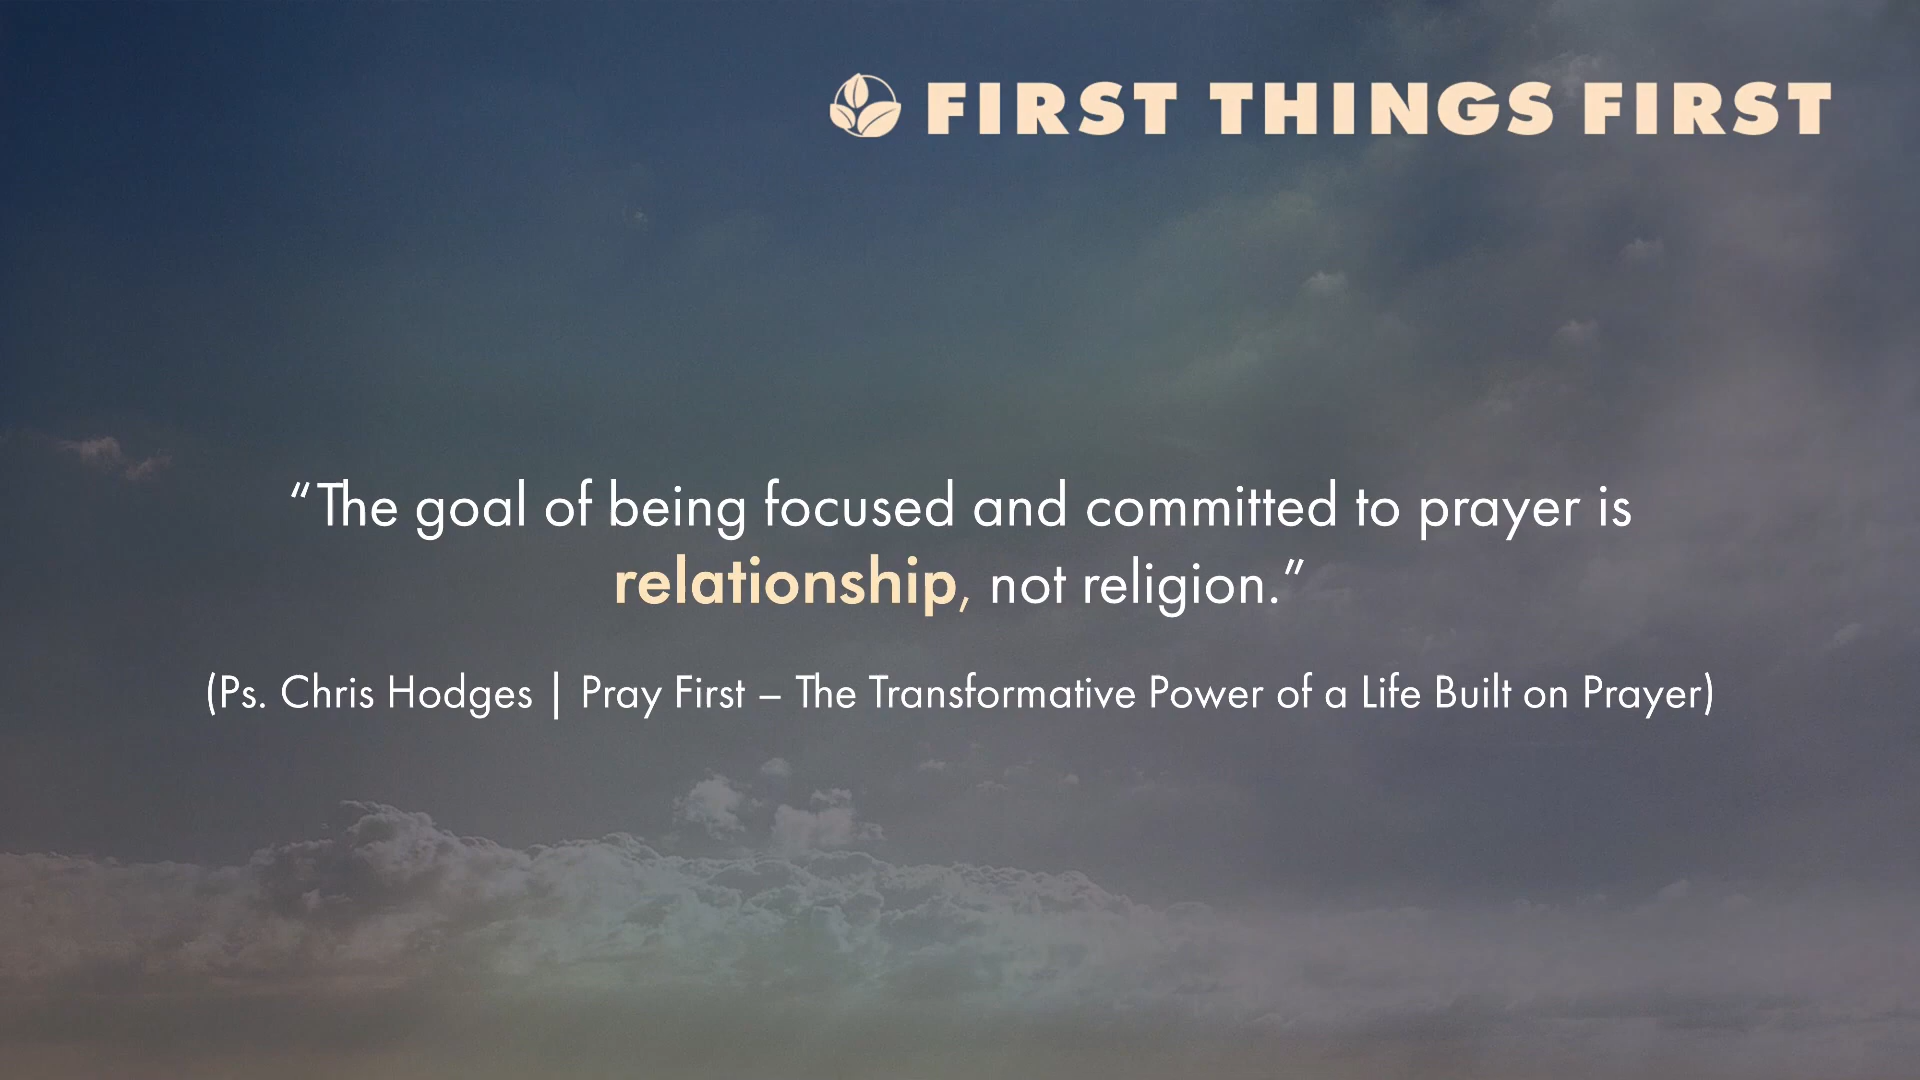 FIRST THINGS FIRST
“The goal of being focused and committed to prayer is
relationship, not religion.”
(Ps. Chris Hodges | Pray First – The Transformative Power of a Life Built on Prayer)